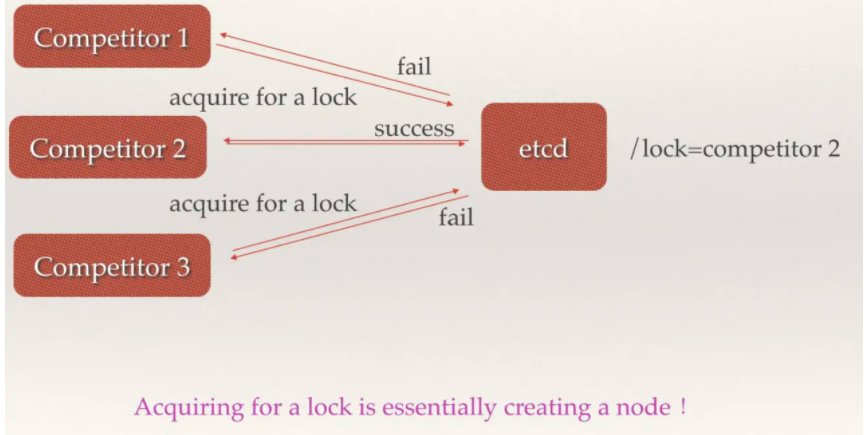 Competitor 1
fail
acquire for a lock
success
Competitor 2
etcd
/lock=competitor 2
acquire for a lock
fail
Competitor 3
Acquiring for a lock is essentially creating a node !